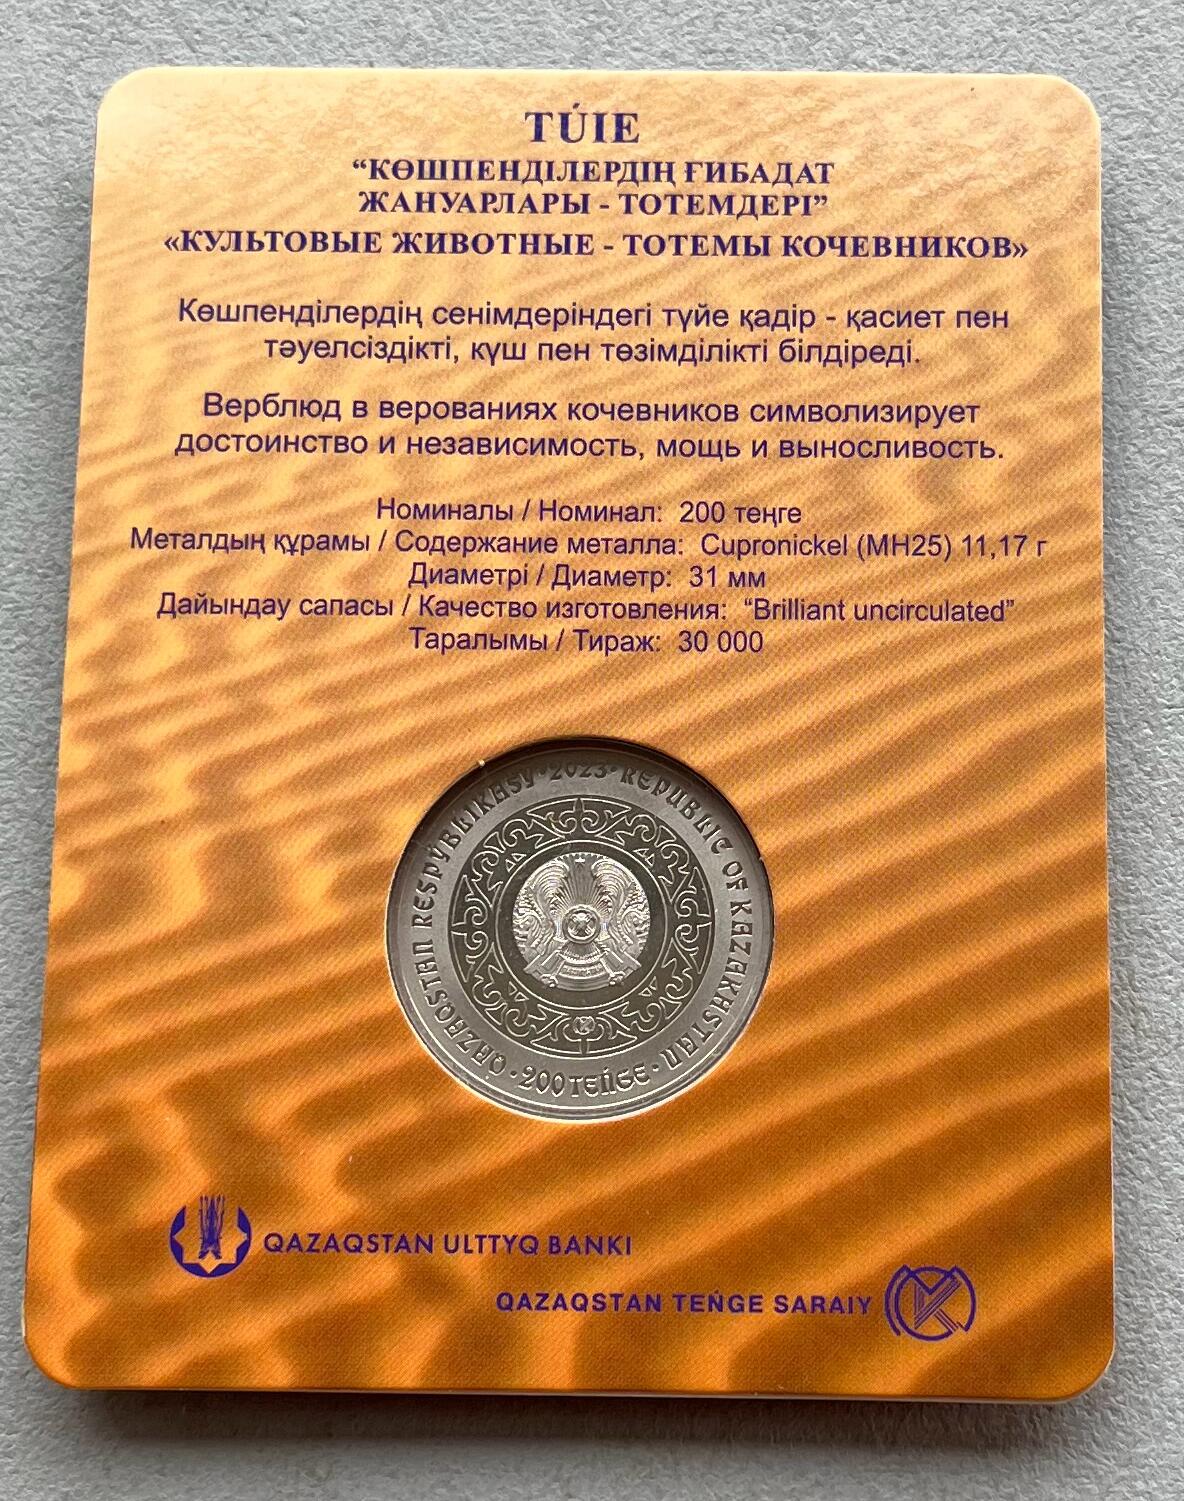 TÚIE
“КӨШПЕНДІЛЕРДІҢ ҒИБАДАТ
ЖАНУАРЛАРЫ - ТОТЕМДЕРІ”
«КУЛЬТОВЫЕ ЖИВОТНЫЕ - ТОТЕМЫ КОЧЕВНИКОВ»
Көшпенділердің сенімдеріндегі түйе қадір - қасиет пен
тәуелсіздікті, күш пен төзімділікті білдіреді.
Верблюд в верованиях кочевников символизирует
достоинство и независимость, мощь и выносливость.
Номиналы / Номинал: 200 теңге
Металдың құрамы / Содержание металла: Cupronickel (МН25) 11,17 г
Диаметрі / Диаметр: 31 мм
Дайындау сапасы / Качество изготовления: “Brilliant uncirculated”
Таралымы / Тираж: 30 000
QAZAQSTAN RESPÝBLIKASY · 2023 · REPUBLIC OF KAZAKHSTAN
· 200 TEŃGE ·
QAZAQSTAN ULTTYQ BANKI
QAZAQSTAN TEŃGE SARAIY